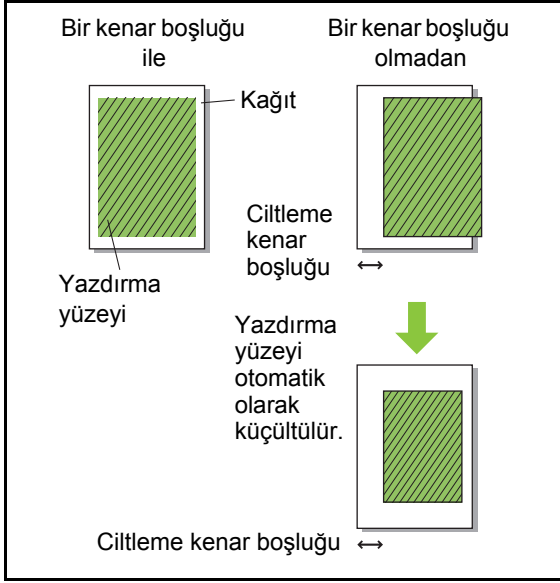 Bir kenar boşluğu
ile
Bir kenar boşluğu
olmadan
Kağıt
Ciltleme
kenar
boşluğu
Yazdırma
yüzeyi
Yazdırma
yüzeyi
otomatik
olarak
küçültülür.
Ciltleme kenar boşluğu